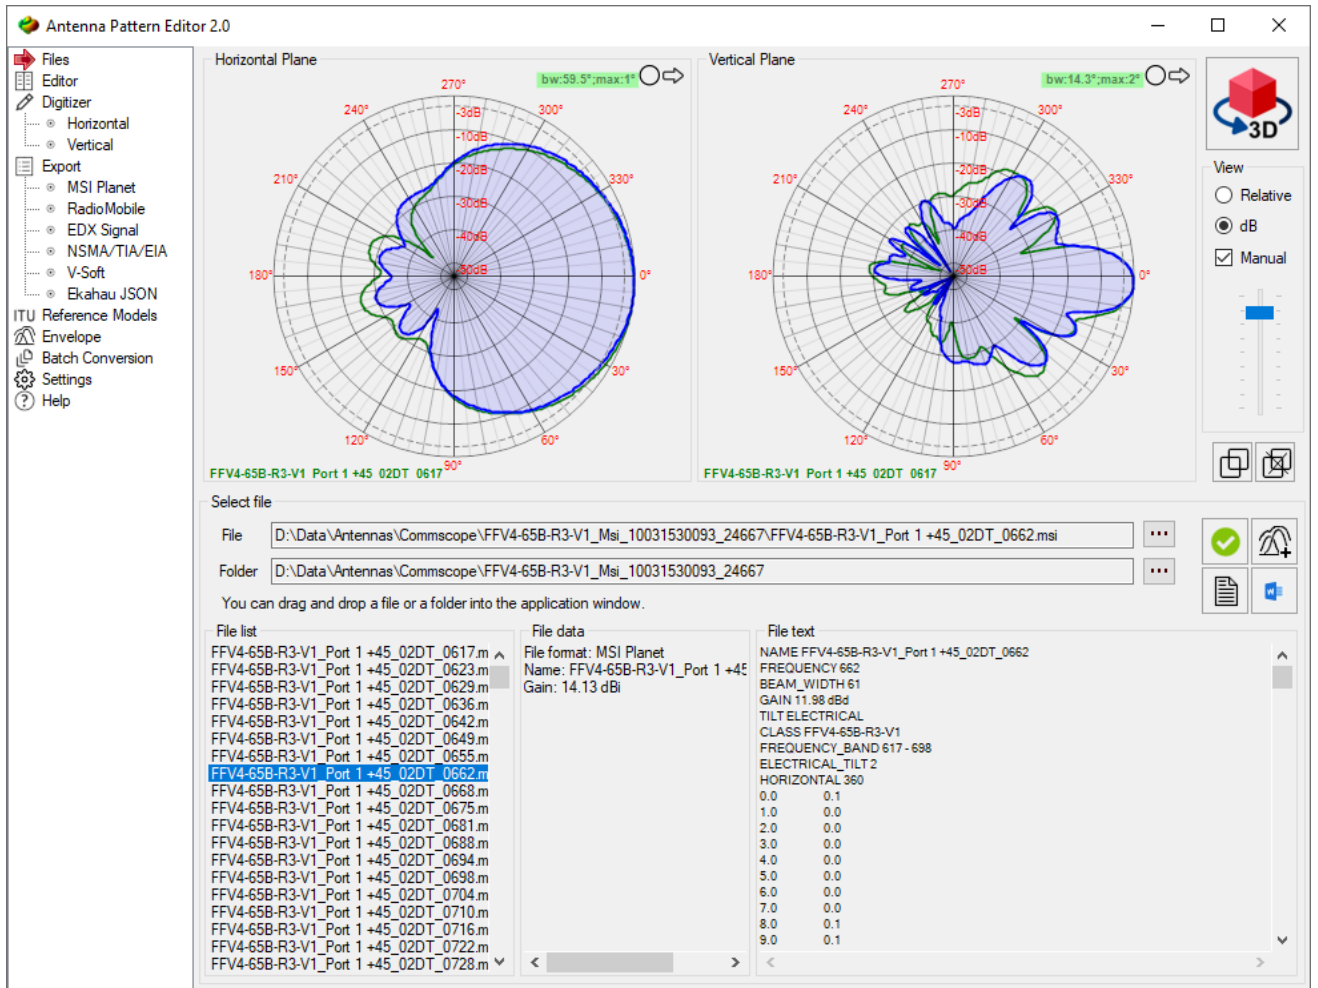 Antenna Pattern Editor 2.0
Files
Editor
Digitizer
Horizontal
Vertical
Export
MSI Planet
RadioMobile
EDX Signal
NSMA/TIA/EIA
V-Soft
Ekahau JSON
ITU Reference Models
Envelope
Batch Conversion
Settings
? Help
Horizontal Plane
bw:59.5°;max:1°
270°
240°
300°
210°
330°
180°
0°
150°
30°
120°
60°
90°
-3dB
-10dB
-20dB
-30dB
-40dB
-50dB
FFV4-65B-R3-V1_Port 1 +45_02DT_0617
Vertical Plane
bw:14.3°;max:2°
270°
240°
300°
210°
330°
180°
0°
150°
30°
120°
60°
90°
-3dB
-10dB
-20dB
-30dB
-40dB
-50dB
FFV4-65B-R3-V1_Port 1 +45_02DT_0617
3D
View
Relative
dB
Manual
Select file
File D:\Data\Antennas\Commscope\FFV4-65B-R3-V1_Msi_10031530093_24667\FFV4-65B-R3-V1_Port 1 +45_02DT_0662.msi ...
Folder D:\Data\Antennas\Commscope\FFV4-65B-R3-V1_Msi_10031530093_24667 ...
You can drag and drop a file or a folder into the application window.
W
File list
FFV4-65B-R3-V1_Port 1 +45_02DT_0617.m
FFV4-65B-R3-V1_Port 1 +45_02DT_0623.m
FFV4-65B-R3-V1_Port 1 +45_02DT_0629.m
FFV4-65B-R3-V1_Port 1 +45_02DT_0636.m
FFV4-65B-R3-V1_Port 1 +45_02DT_0642.m
FFV4-65B-R3-V1_Port 1 +45_02DT_0649.m
FFV4-65B-R3-V1_Port 1 +45_02DT_0655.m
FFV4-65B-R3-V1_Port 1 +45_02DT_0662.m
FFV4-65B-R3-V1_Port 1 +45_02DT_0668.m
FFV4-65B-R3-V1_Port 1 +45_02DT_0675.m
FFV4-65B-R3-V1_Port 1 +45_02DT_0681.m
FFV4-65B-R3-V1_Port 1 +45_02DT_0688.m
FFV4-65B-R3-V1_Port 1 +45_02DT_0694.m
FFV4-65B-R3-V1_Port 1 +45_02DT_0698.m
FFV4-65B-R3-V1_Port 1 +45_02DT_0704.m
FFV4-65B-R3-V1_Port 1 +45_02DT_0710.m
FFV4-65B-R3-V1_Port 1 +45_02DT_0716.m
FFV4-65B-R3-V1_Port 1 +45_02DT_0722.m
FFV4-65B-R3-V1_Port 1 +45_02DT_0728.m
File data
File format: MSI Planet
Name: FFV4-65B-R3-V1_Port 1 +45
Gain: 14.13 dBi
File text
NAME FFV4-65B-R3-V1_Port 1 +45_02DT_0662
FREQUENCY 662
BEAM_WIDTH 61
GAIN 11.98 dBd
TILT ELECTRICAL
CLASS FFV4-65B-R3-V1
FREQUENCY_BAND 617 - 698
ELECTRICAL_TILT 2
HORIZONTAL 360
0.0 0.1
1.0 0.0
2.0 0.0
3.0 0.0
4.0 0.0
5.0 0.0
6.0 0.0
7.0 0.0
8.0 0.1
9.0 0.1